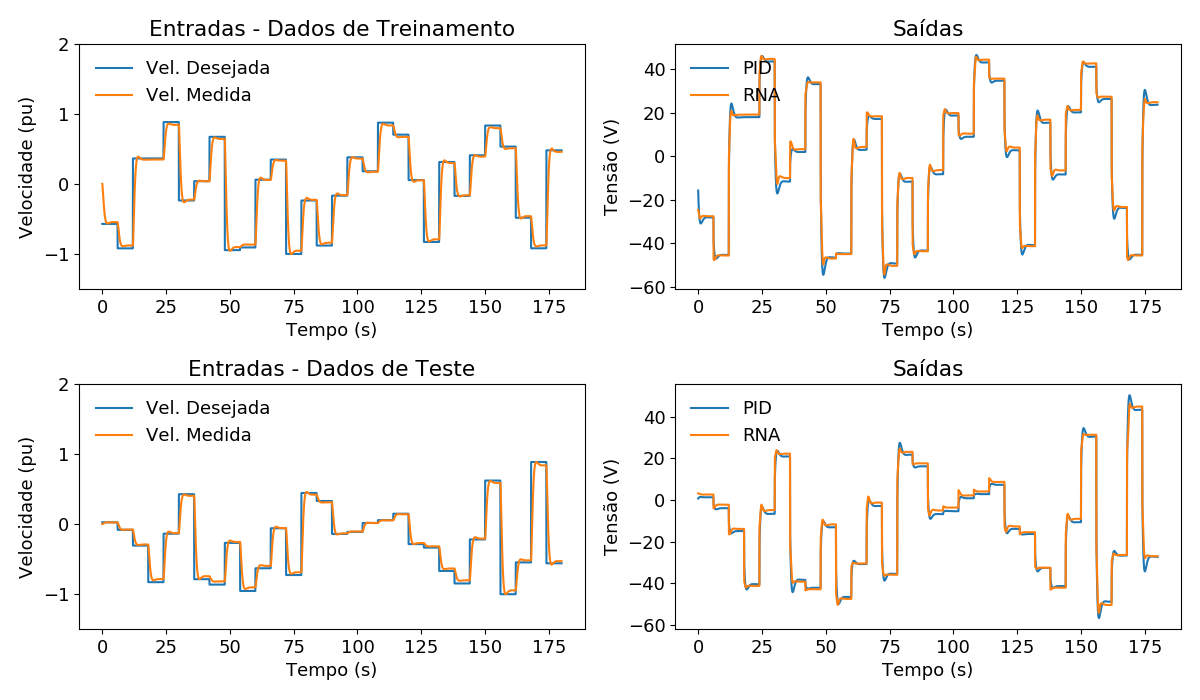 Entradas - Dados de Treinamento
Velocidade (pu)
2
1
0
−1
Vel. Desejada
Vel. Medida
0 25 50 75 100 125 150 175
Tempo (s)
Saídas
Tensão (V)
40
20
0
−20
−40
−60
PID
RNA
0 25 50 75 100 125 150 175
Tempo (s)
Entradas - Dados de Teste
Velocidade (pu)
2
1
0
−1
Vel. Desejada
Vel. Medida
0 25 50 75 100 125 150 175
Tempo (s)
Saídas
Tensão (V)
40
20
0
−20
−40
−60
PID
RNA
0 25 50 75 100 125 150 175
Tempo (s)